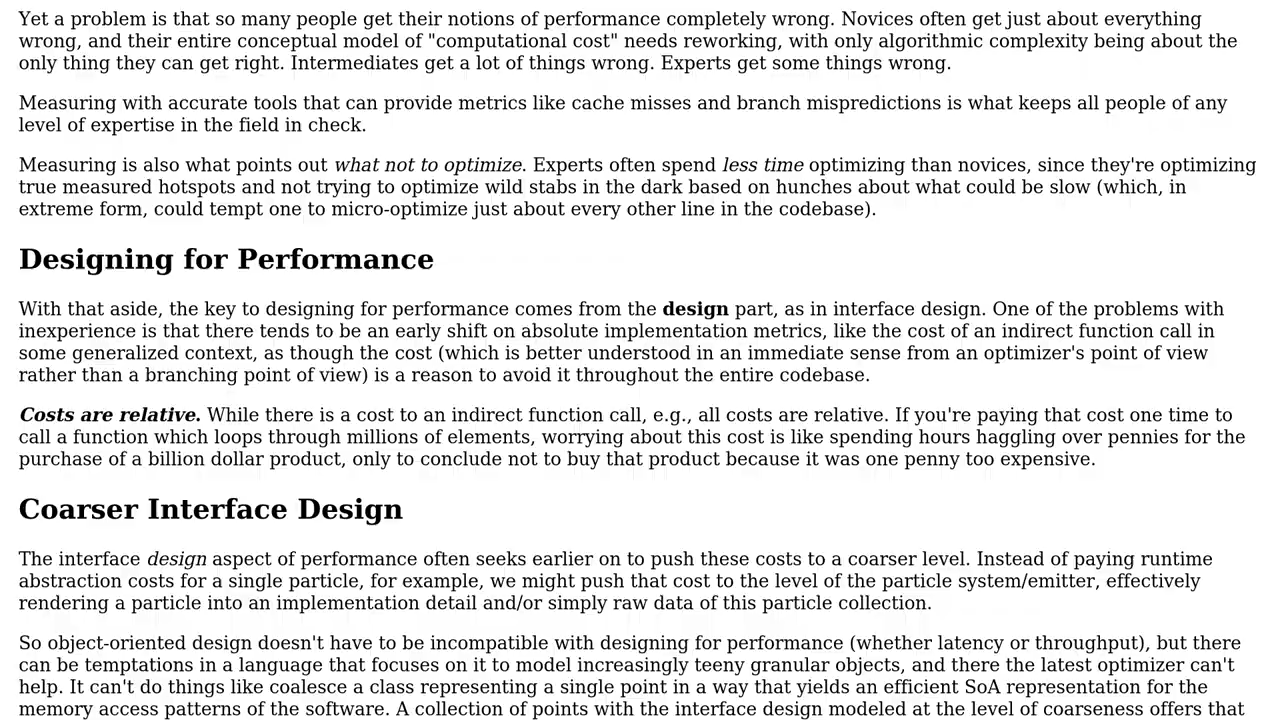 Yet a problem is that so many people get their notions of performance completely wrong. Novices often get just about everything
wrong, and their entire conceptual model of "computational cost" needs reworking, with only algorithmic complexity being about the
only thing they can get right. Intermediates get a lot of things wrong. Experts get some things wrong.
Measuring with accurate tools that can provide metrics like cache misses and branch mispredictions is what keeps all people of any
level of expertise in the field in check.
Measuring is also what points out what not to optimize. Experts often spend less time optimizing than novices, since they're optimizing
true measured hotspots and not trying to optimize wild stabs in the dark based on hunches about what could be slow (which, in
extreme form, could tempt one to micro-optimize just about every other line in the codebase).
Designing for Performance
With that aside, the key to designing for performance comes from the design part, as in interface design. One of the problems with
inexperience is that there tends to be an early shift on absolute implementation metrics, like the cost of an indirect function call in
some generalized context, as though the cost (which is better understood in an immediate sense from an optimizer's point of view
rather than a branching point of view) is a reason to avoid it throughout the entire codebase.
Costs are relative. While there is a cost to an indirect function call, e.g., all costs are relative. If you're paying that cost one time to
call a function which loops through millions of elements, worrying about this cost is like spending hours haggling over pennies for the
purchase of a billion dollar product, only to conclude not to buy that product because it was one penny too expensive.
Coarser Interface Design
The interface design aspect of performance often seeks earlier on to push these costs to a coarser level. Instead of paying runtime
abstraction costs for a single particle, for example, we might push that cost to the level of the particle system/emitter, effectively
rendering a particle into an implementation detail and/or simply raw data of this particle collection.
So object-oriented design doesn't have to be incompatible with designing for performance (whether latency or throughput), but there
can be temptations in a language that focuses on it to model increasingly teeny granular objects, and there the latest optimizer can't
help. It can't do things like coalesce a class representing a single point in a way that yields an efficient SoA representation for the
memory access patterns of the software. A collection of points with the interface design modeled at the level of coarseness offers that